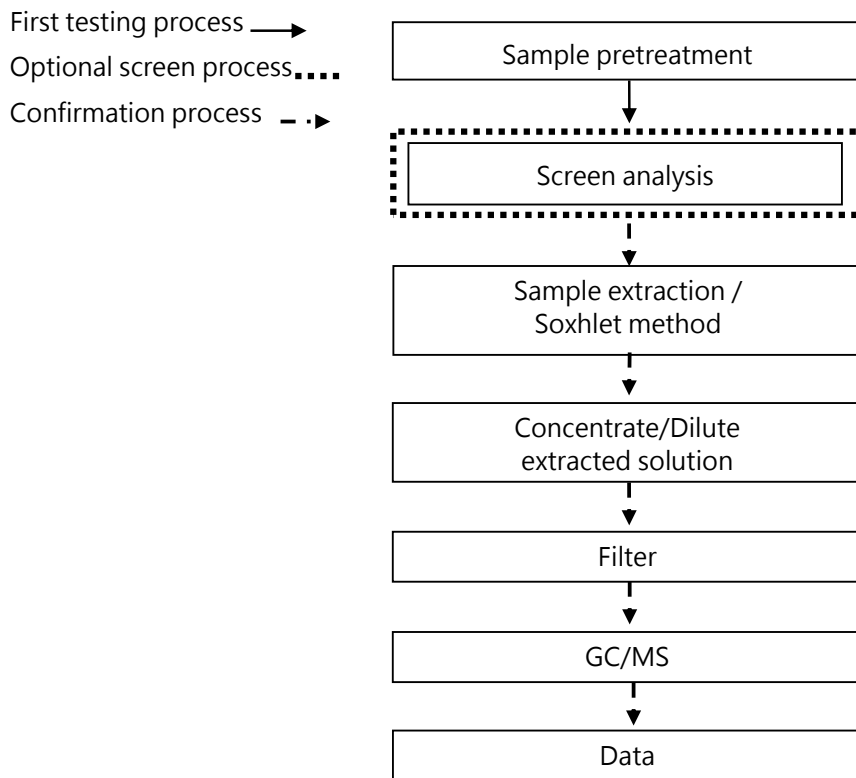 First testing process
Optional screen process
Confirmation process
Sample pretreatment
Screen analysis
Sample extraction /
Soxhlet method
Concentrate/Dilute
extracted solution
Filter
GC/MS
Data